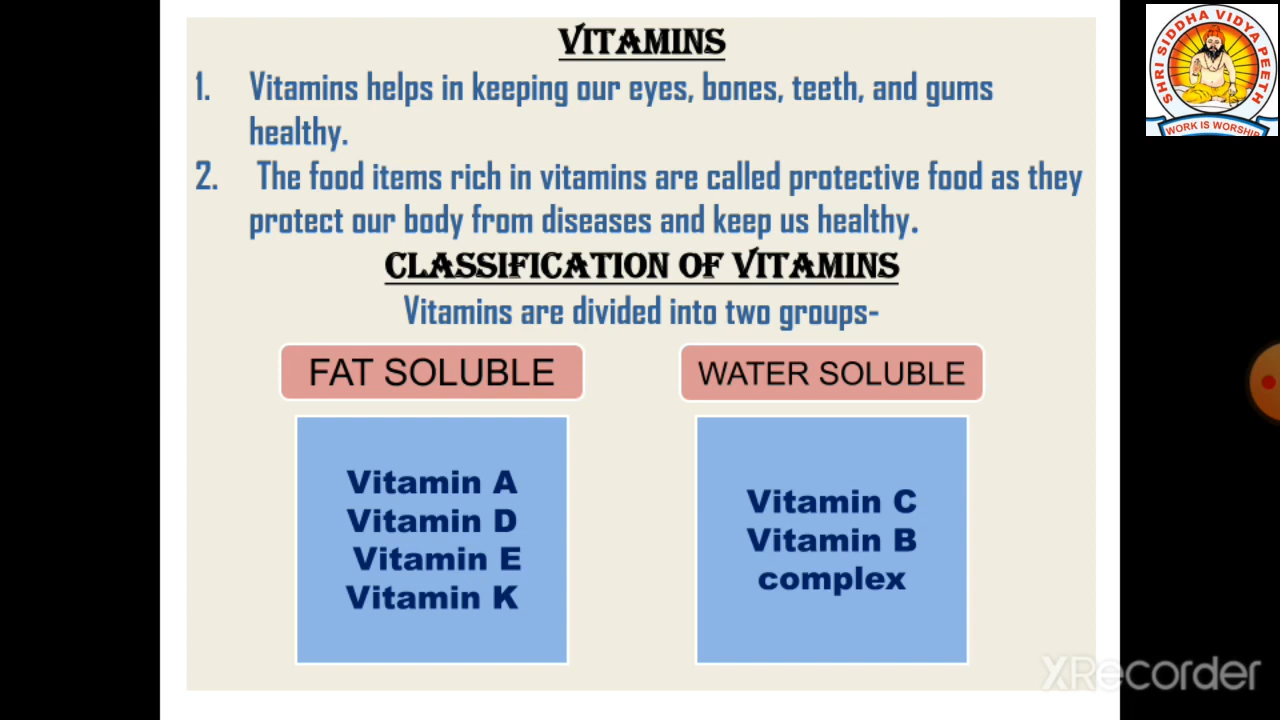 VITAMINS
1. Vitamins helps in keeping our eyes, bones, teeth, and gums
healthy.
2. The food items rich in vitamins are called protective food as they
protect our body from diseases and keep us healthy.
CLASSIFICATION OF VITAMINS
Vitamins are divided into two groups-
FAT SOLUBLE
Vitamin A
Vitamin D
Vitamin E
Vitamin K
WATER SOLUBLE
Vitamin C
Vitamin B
complex
SHRI SIDDHA VIDYA PEETH
WORK IS WORSHIP
XRecorder